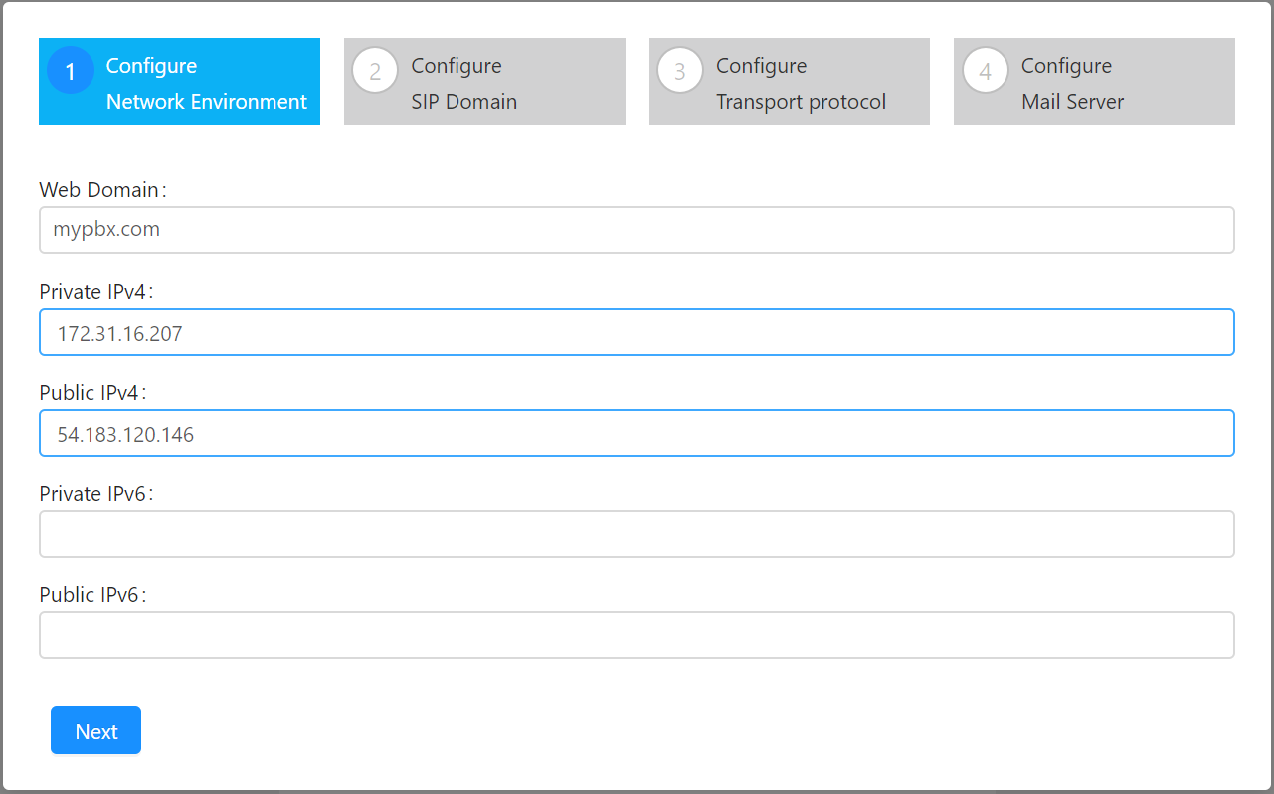 1
Configure
Network Environment
2
Configure
SIP Domain
3
Configure
Transport protocol
4
Configure
Mail Server
Web Domain:
mypbx.com
Private IPv4:
172.31.16.207
Public IPv4:
54.183.120.146
Private IPv6:
Public IPv6:
Next